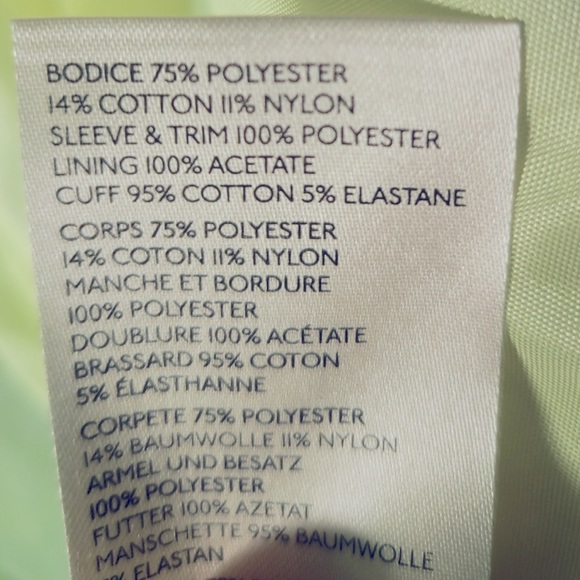 BODICE 75% POLYESTER
14% COTTON 11% NYLON
SLEEVE & TRIM 100% POLYESTER
LINING 100% ACETATE
CUFF 95% COTTON 5% ELASTANE
CORPS 75% POLYESTER
14% COTON 11% NYLON
MANCHE ET BORDURE
100% POLYESTER
DOUBLURE 100% ACÉTATE
BRASSARD 95% COTON
5% ÉLASTHANNE
CORPETE 75% POLYESTER
14% BAUMWOLLE 11% NYLON
ARMEL UND BESATZ
100% POLYESTER
FUTTER 100% AZETAT
MANSCHETTE 95% BAUMWOLLE
% ELASTAN